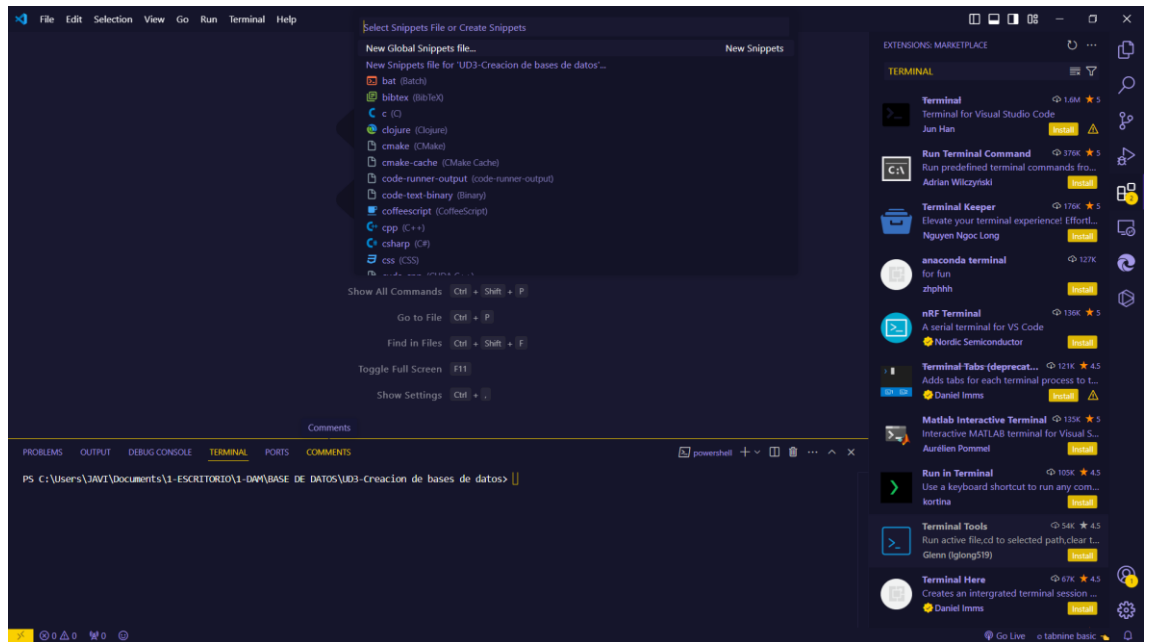 File Edit Selection View Go Run Terminal Help
Select Snippets File or Create Snippets
New Global Snippets file... New Snippets
New Snippets file for 'UD3-Creacion de bases de datos'...
bat (Batch)
bibtex (BibTeX)
c (C)
clojure (Clojure)
cmake (CMake)
cmake-cache (CMake Cache)
code-runner-output (code-runner-output)
code-text-binary (Binary)
coffeescript (CoffeeScript)
cpp (C++)
csharp (C#)
css (CSS)
Show All Commands Ctrl + Shift + P
Go to File Ctrl + P
Find in Files Ctrl + Shift + F
Toggle Full Screen F11
Show Settings Ctrl + ,
Comments
PROBLEMS OUTPUT DEBUG CONSOLE TERMINAL PORTS COMMENTS
powershell
PS C:\Users\JAVI\Documents\1-ESCRITORIO\1-DAM\BASE DE DATOS\UD3-Creacion de bases de datos>
EXTENSIONS: MARKETPLACE
TERMINAL
Terminal 1.6M 5
Terminal for Visual Studio Code
Jun Han Install
Run Terminal Command 376K 5
C:\
Run predefined terminal commands fro...
Adrian Wilczyński Install
Terminal Keeper 176K 5
Elevate your terminal experience! Effortl...
Nguyen Ngoc Long Install
anaconda terminal 127K
for fun
zhphhh Install
nRF Terminal 136K 5
A serial terminal for VS Code
Nordic Semiconductor Install
Terminal Tabs (deprecat... 121K 4.5
Adds tabs for each terminal process to t...
Daniel Imms Install
Matlab Interactive Terminal 135K 5
Interactive MATLAB terminal for Visual S...
Aurélien Pommel Install
Run in Terminal 105K 4.5
Use a keyboard shortcut to run any com...
kortina Install
Terminal Tools 54K 4.5
Run active file,cd to selected path,clear t...
Glenn (lglong519) Install
Terminal Here 67K 4.5
Creates an intergrated terminal session ...
Daniel Imms Install
2
1
0 0 0
Go Live tabnine basic